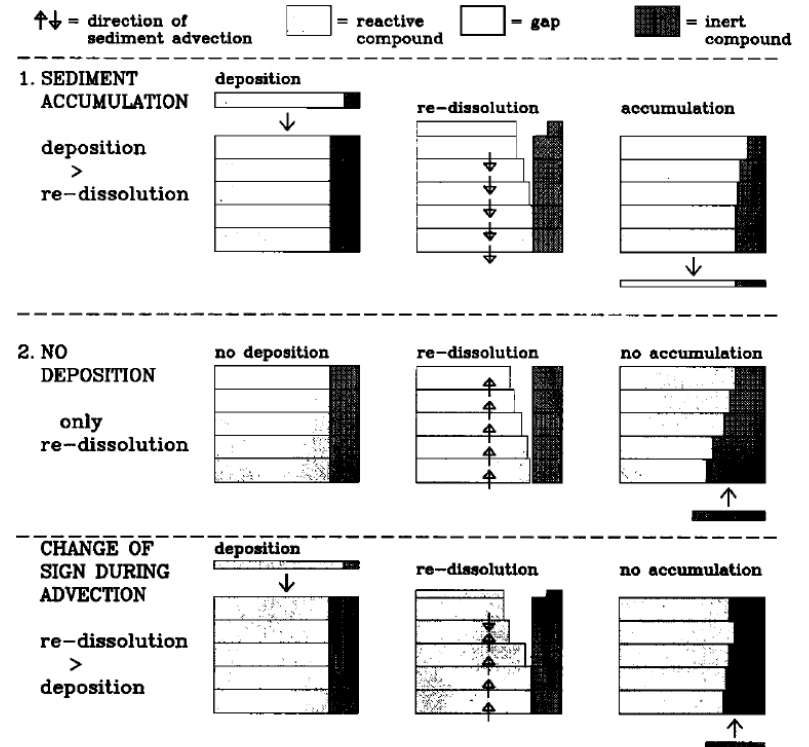 = direction of
sediment advection
= reactive
compound
= gap
= inert
compound
1. SEDIMENT
ACCUMULATION
deposition
>
re-dissolution
deposition
re-dissolution
accumulation
2. NO
DEPOSITION
only
re-dissolution
no deposition
re-dissolution
no accumulation
CHANGE OF
SIGN DURING
ADVECTION
re-dissolution
>
deposition
deposition
re-dissolution
no accumulation